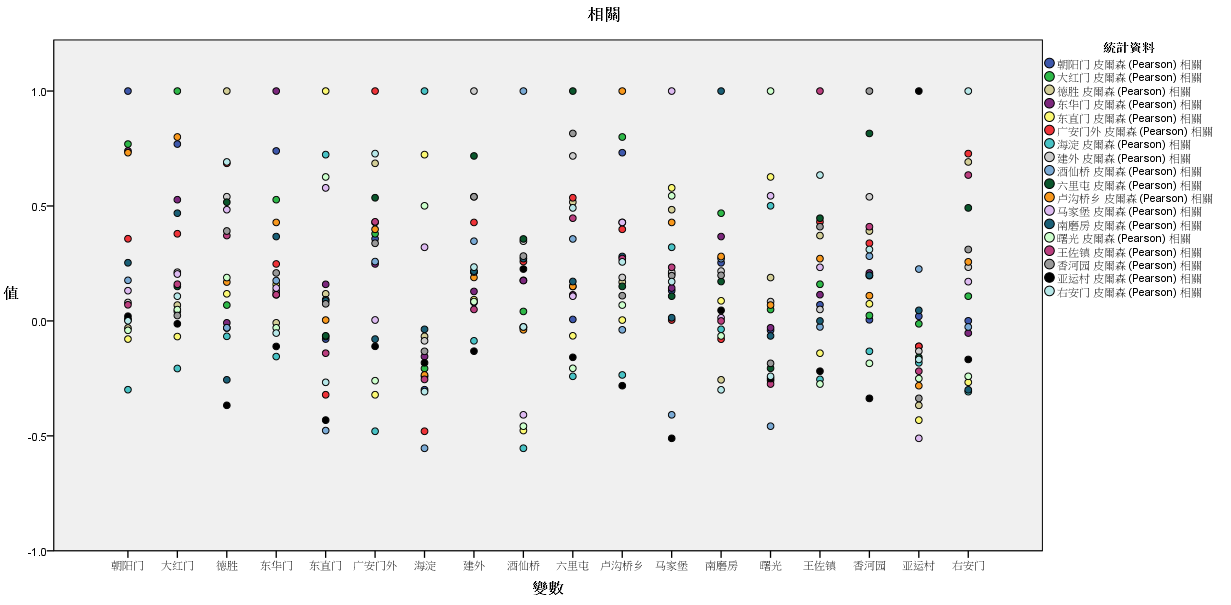 相關
統計資料
朝阳门 皮爾森 (Pearson) 相關
大红门 皮爾森 (Pearson) 相關
德胜 皮爾森 (Pearson) 相關
东华门 皮爾森 (Pearson) 相關
东直门 皮爾森 (Pearson) 相關
广安门外 皮爾森 (Pearson) 相關
海淀 皮爾森 (Pearson) 相關
建外 皮爾森 (Pearson) 相關
洒仙桥 皮爾森 (Pearson) 相關
六里屯 皮爾森 (Pearson) 相關
卢沟桥乡 皮爾森 (Pearson) 相關
马家堡 皮爾森 (Pearson) 相關
南磨房 皮爾森 (Pearson) 相關
曙光 皮爾森 (Pearson) 相關
王佐镇 皮爾森 (Pearson) 相關
香河园 皮爾森 (Pearson) 相關
亚运村 皮爾森 (Pearson) 相關
右安门 皮爾森 (Pearson) 相關
值
1.0
0.5
0.0
-0.5
-1.0
朝阳门 大红门 德胜 东华门 东直门 广安门外 海淀 建外 洒仙桥 六里屯 卢沟桥乡 马家堡 南磨房 曙光 王佐镇 香河园 亚运村 右安门
變數